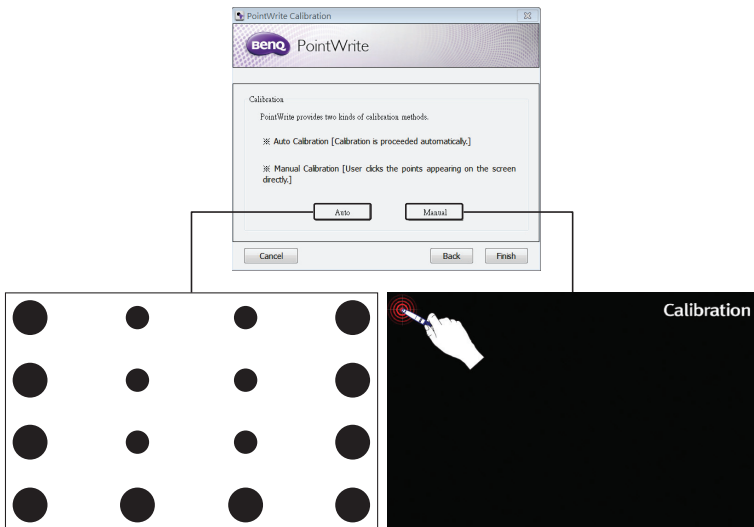 PointWrite Calibration
BenQ PointWrite
Calibration
PointWrite provides two kinds of calibration methods.
※ Auto Calibration [Calibration is proceeded automatically.]
※ Manual Calibration [User clicks the points appearing on the screen
directly.]
Auto Manual
Cancel Back Finish
Calibration